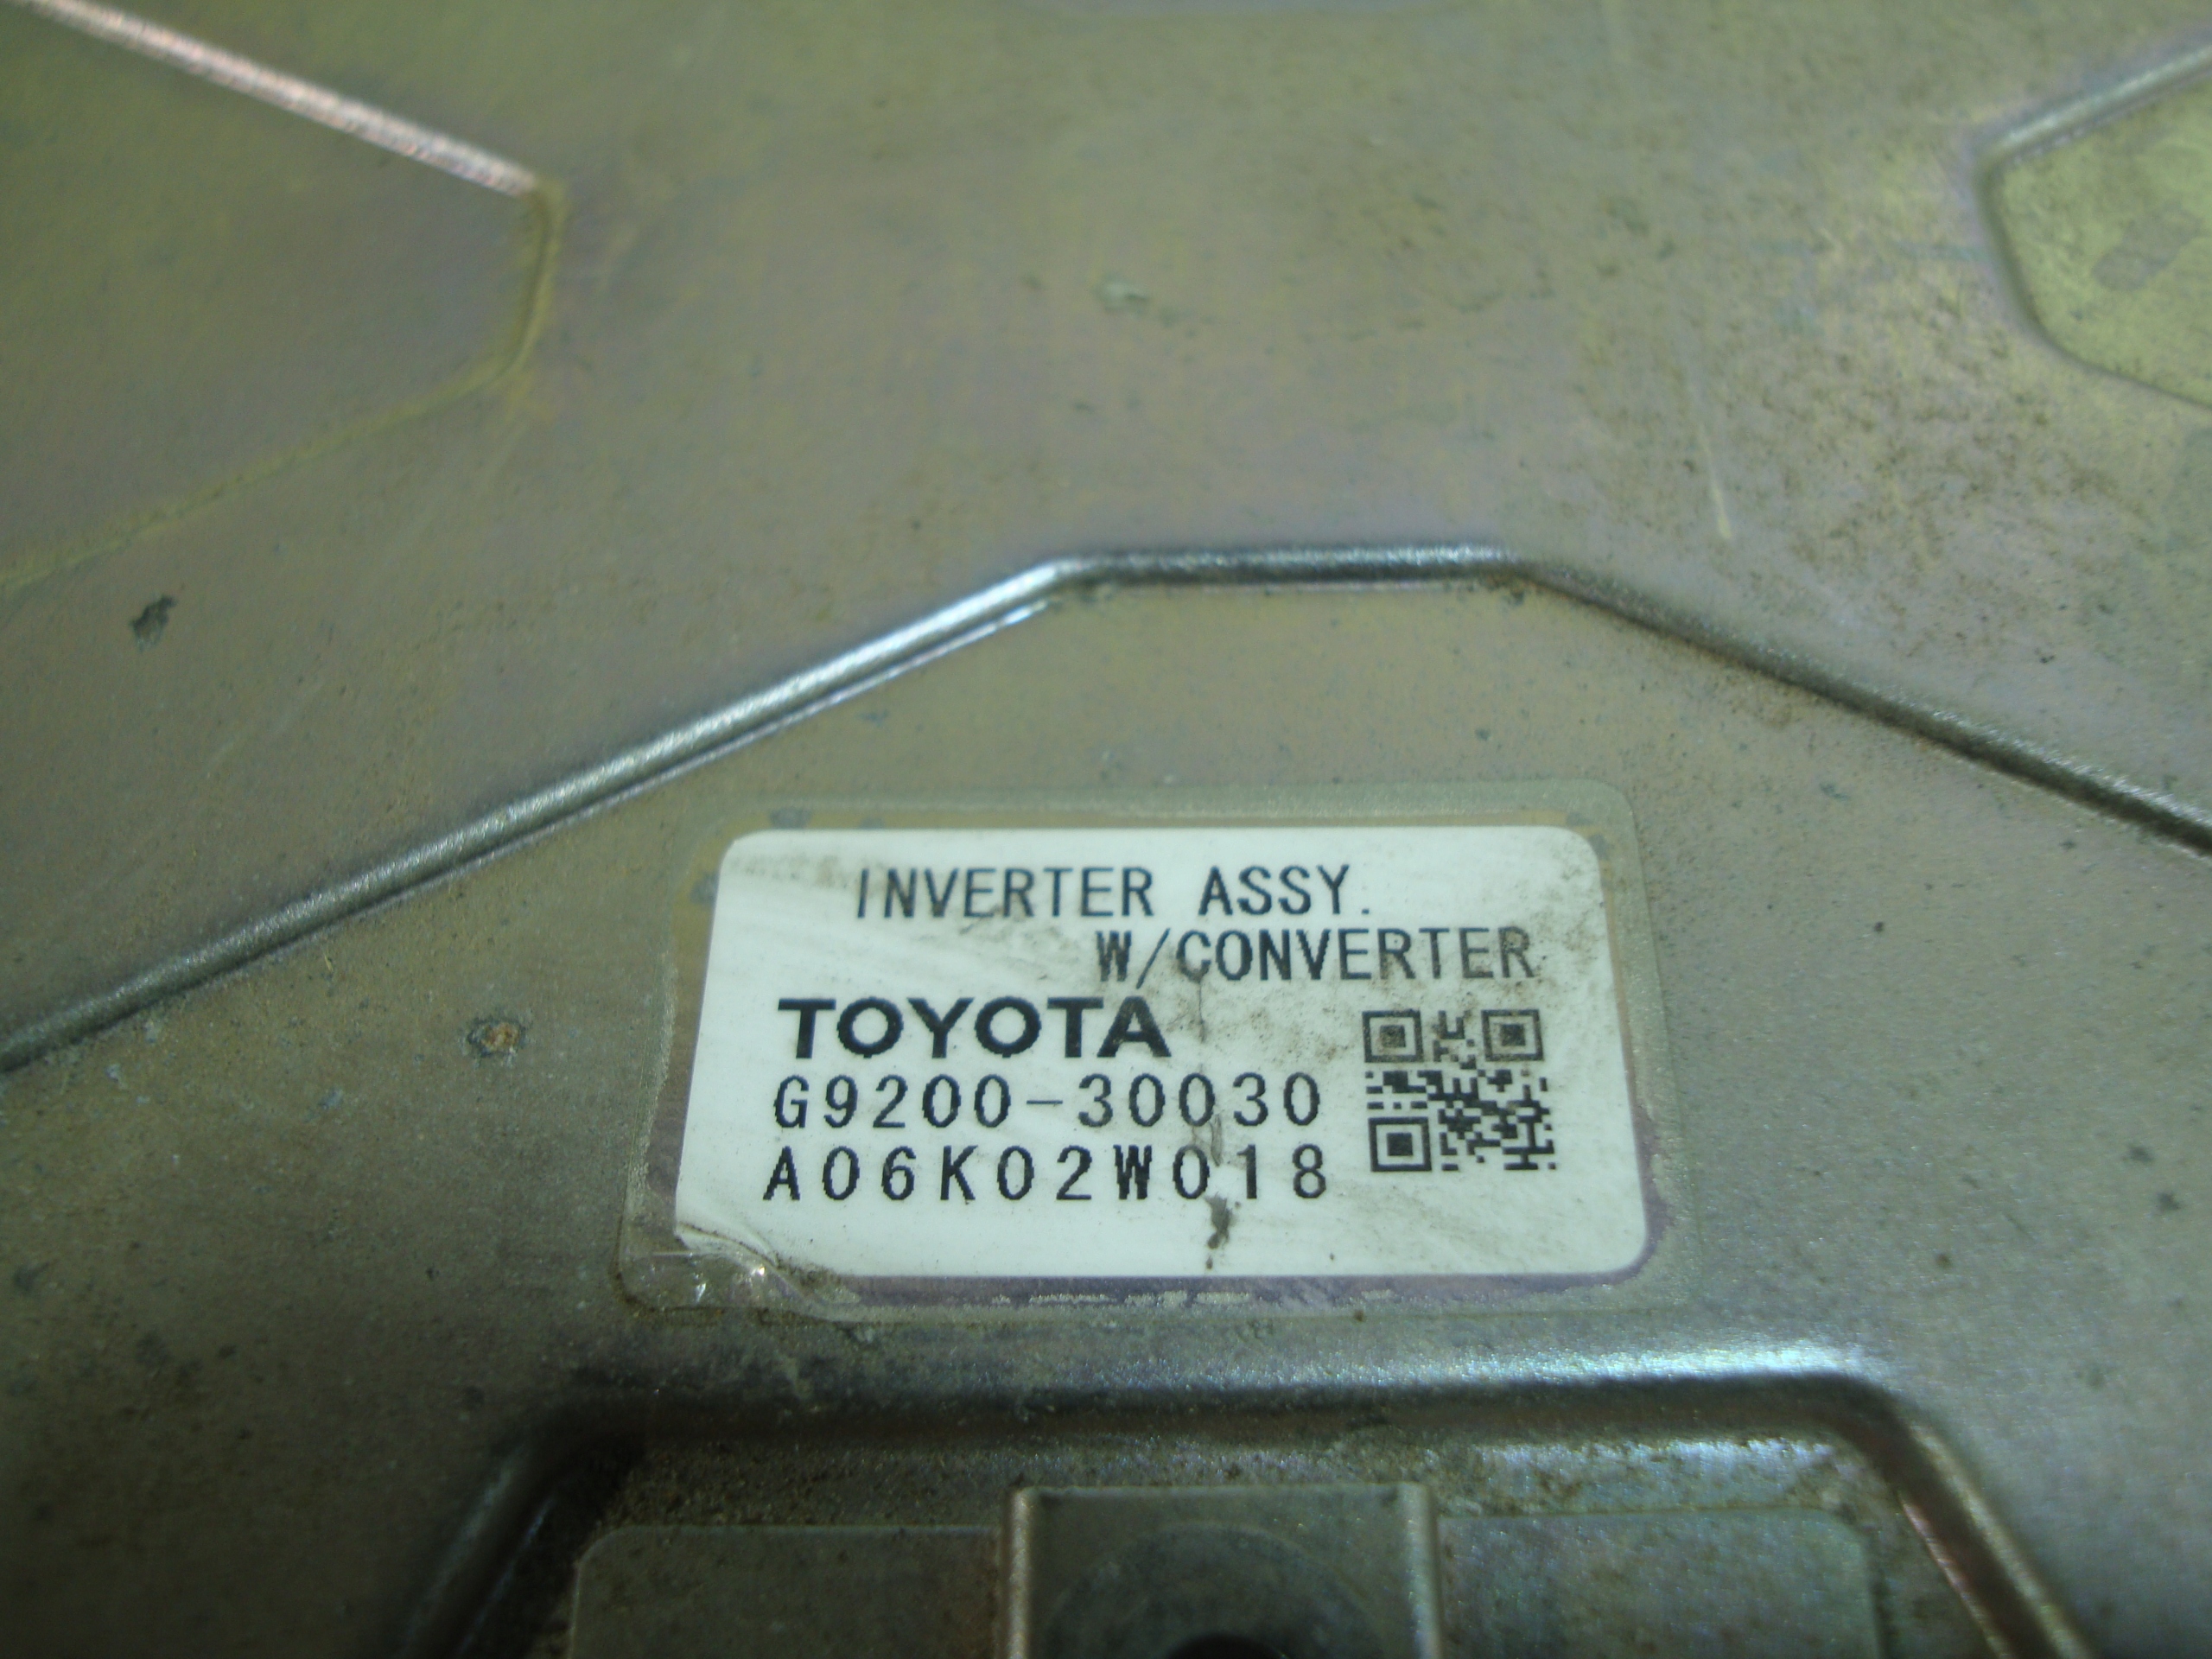 INVERTER ASSY.
W/CONVERTER
TOYOTA
G9200-30030
A06K02W018